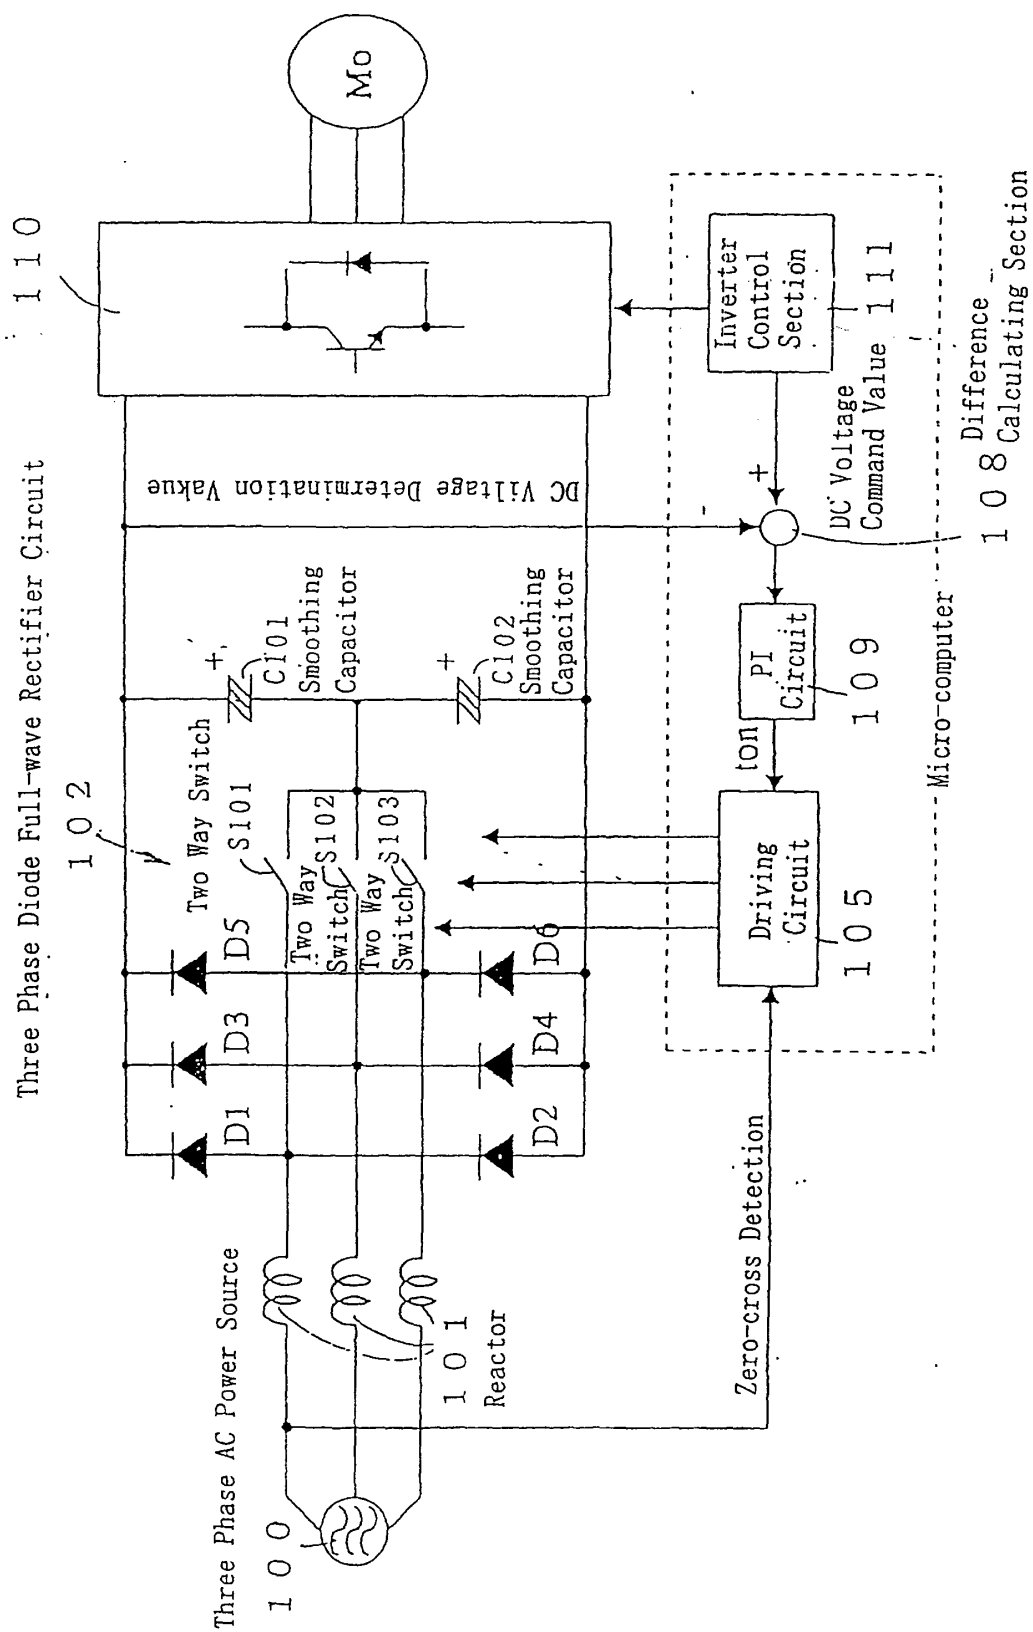 Three Phase Diode Full-wave Rectifier Circuit
110
102
Mo
Two Way Switch
S101
Two Way
Switch
S102
Two Way
Switch
S103
D1
D3
D5
D2
D4
D6
+
C101
Smoothing
Capacitor
+
C102
Smoothing
Capacitor
DC Viltage Determination Vakue
Three Phase AC Power Source
100
101
Reactor
Zero-cross Detection
Driving
Circuit
105
ton
PI
Circuit
109
+
DC Voltage
Command Value
Inverter
Control
Section
111
Micro-computer
108
Difference
Calculating Section